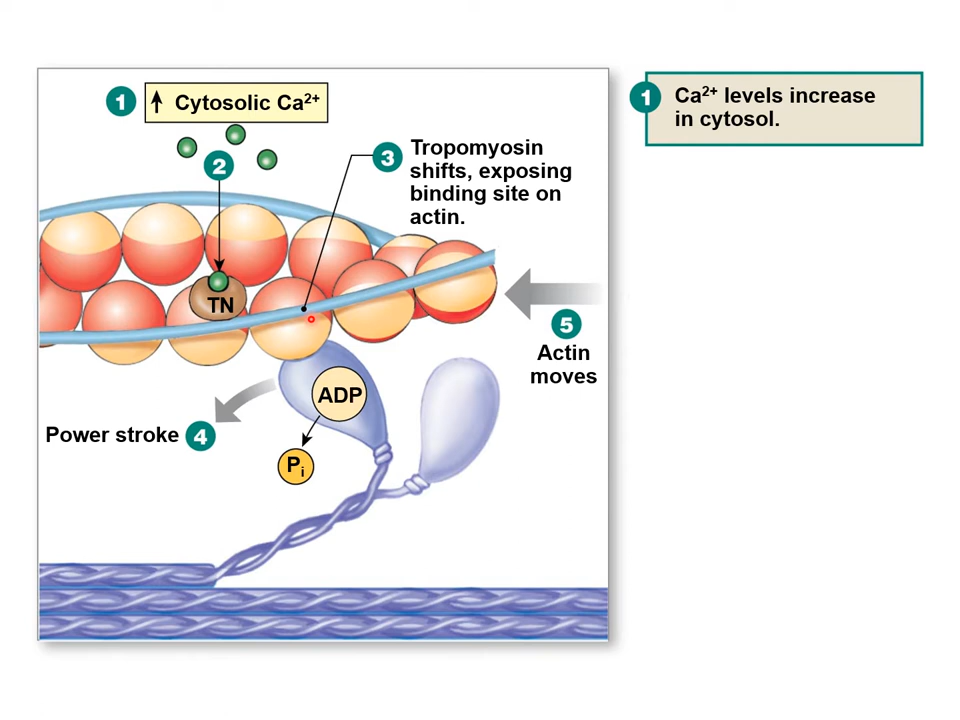 1 ↑ Cytosolic Ca²⁺
2
3 Tropomyosin
shifts, exposing
binding site on
actin.
TN
5
Actin
moves
ADP
Power stroke 4
Pᵢ
1 Ca²⁺ levels increase
in cytosol.